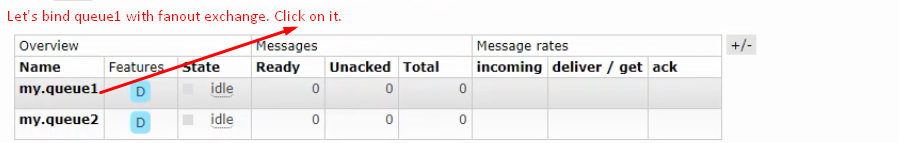 Let's bind queue1 with fanout exchange. Click on it.
Overview Messages Message rates +/-
Name Features State Ready Unacked Total incoming deliver / get ack
my.queue1 D idle 0 0 0
my.queue2 D idle 0 0 0